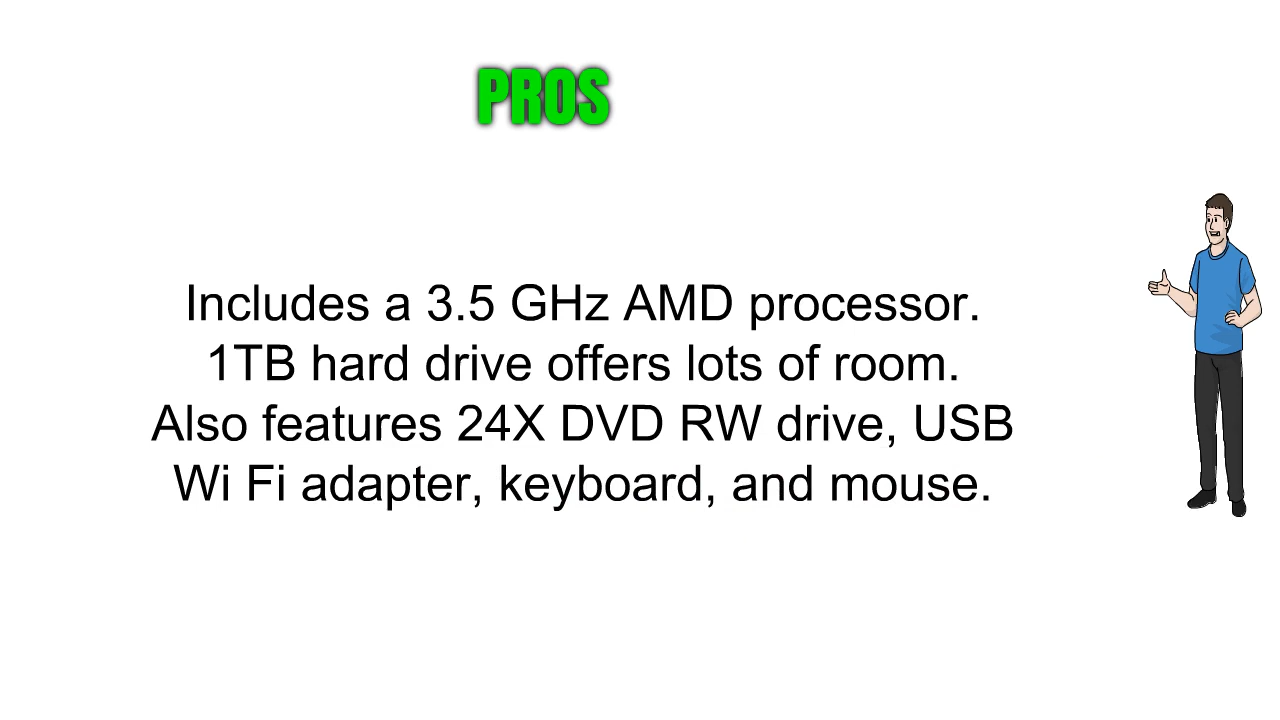 PROS
Includes a 3.5 GHz AMD processor.
1TB hard drive offers lots of room.
Also features 24X DVD RW drive, USB
Wi Fi adapter, keyboard, and mouse.